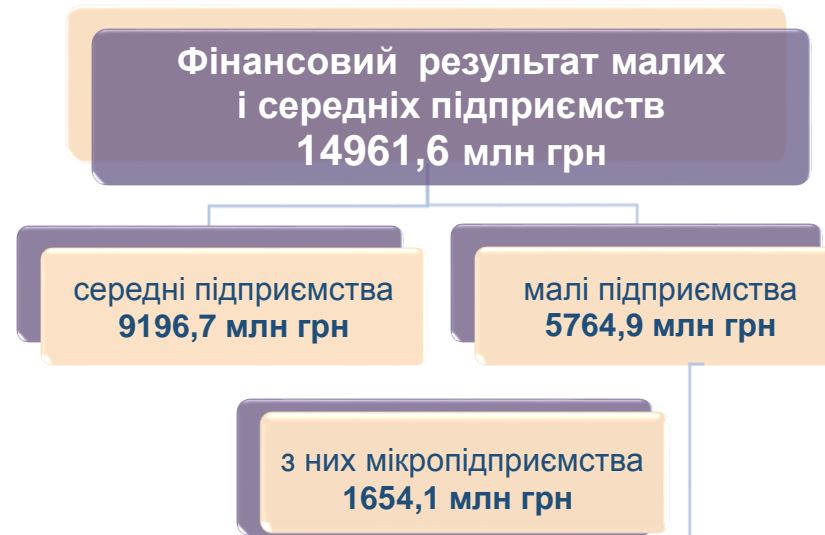 Фінансовий результат малих
і середніх підприємств
14961,6 млн грн
середні підприємства
9196,7 млн грн
малі підприємства
5764,9 млн грн
з них мікропідприємства
1654,1 млн грн